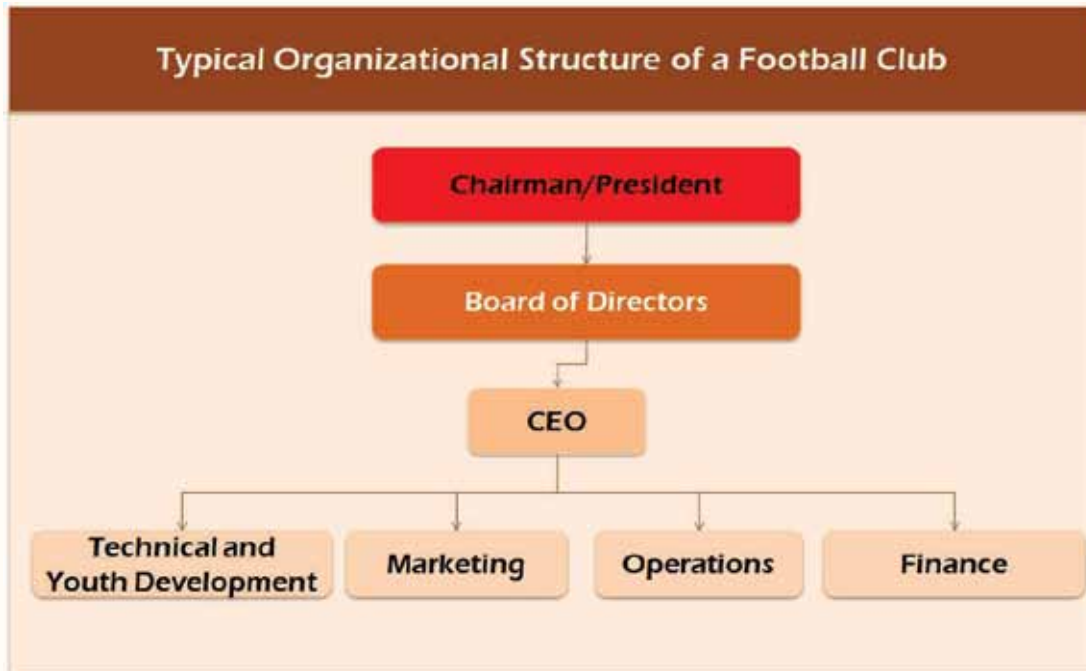 Typical Organizational Structure of a Football Club
Chairman/President
Board of Directors
CEO
Technical and
Youth Development
Marketing
Operations
Finance